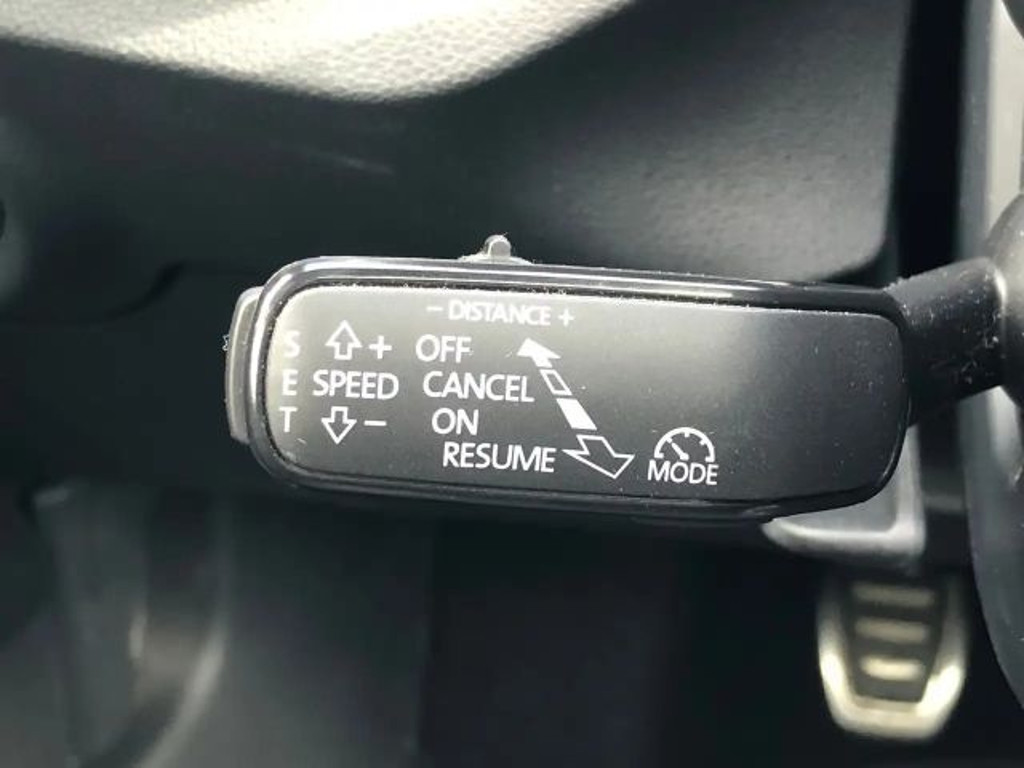 - DISTANCE +
S + OFF
E SPEED CANCEL
T - ON
RESUME
MODE